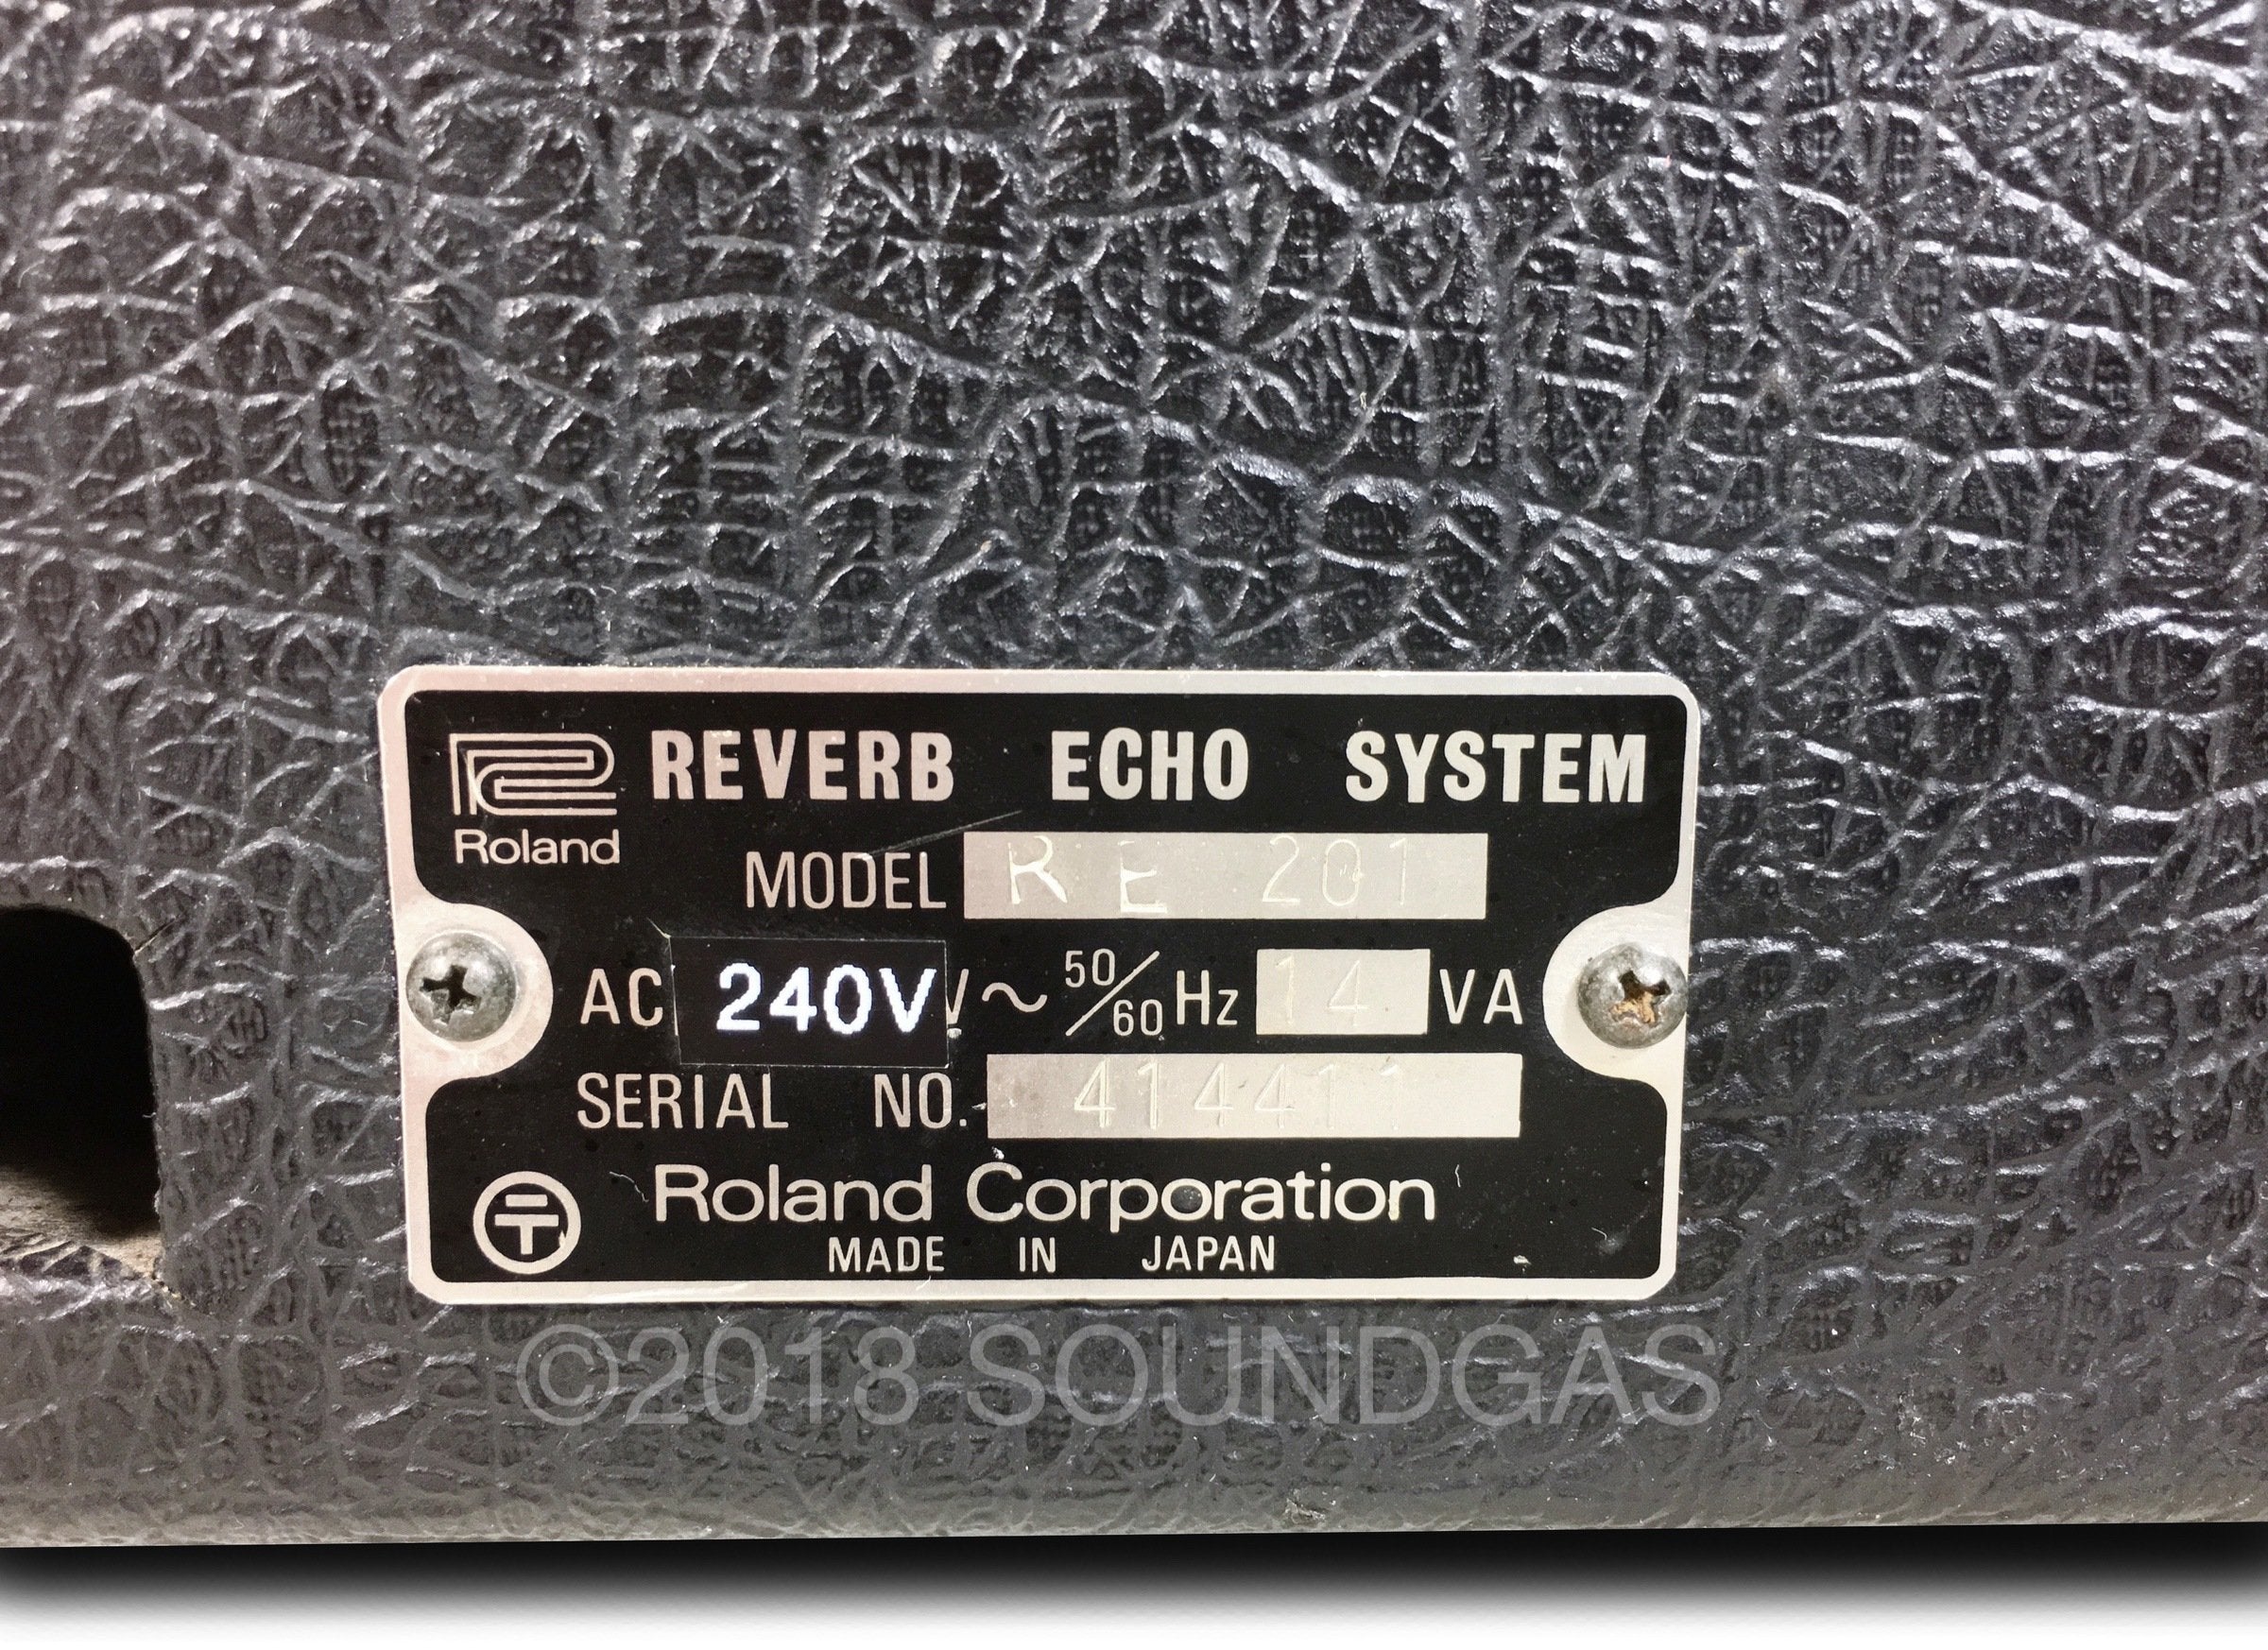 REVERB ECHO SYSTEM
Roland
MODEL RE 201
AC 240V V～ 50/60 Hz 14 VA
SERIAL NO. 414411
Roland Corporation
MADE IN JAPAN
©2018 SOUNDGAS